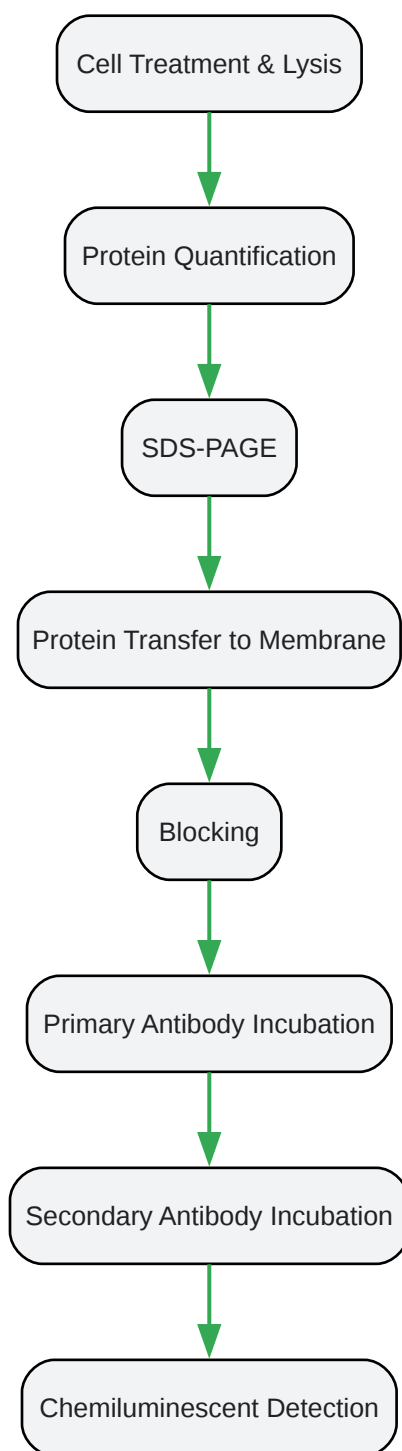 Cell Treatment & Lysis
Protein Quantification
SDS-PAGE
Protein Transfer to Membrane
Blocking
Primary Antibody Incubation
Secondary Antibody Incubation
Chemiluminescent Detection